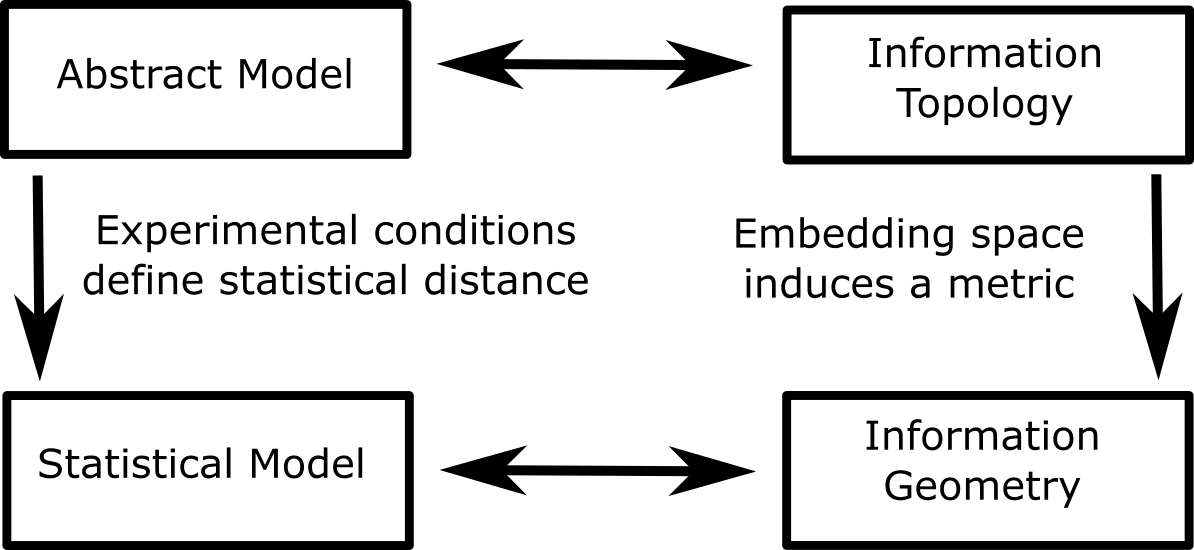 Abstract Model
Information
Topology
Experimental conditions
define statistical distance
Embedding space
induces a metric
Statistical Model
Information
Geometry